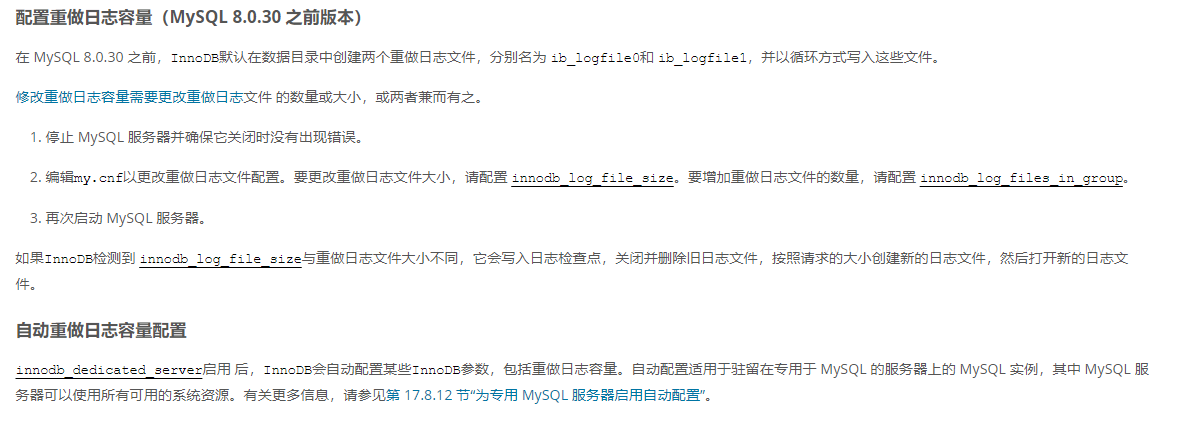 配置重做日志容量（MySQL 8.0.30 之前版本）
在 MySQL 8.0.30 之前，InnoDB默认在数据目录中创建两个重做日志文件，分别名为 ib_logfile0和 ib_logfile1，并以循环方式写入这些文件。
修改重做日志容量需要更改重做日志文件 的数量或大小，或两者兼而有之。
1. 停止 MySQL 服务器并确保它关闭时没有出现错误。
2. 编辑my.cnf以更改重做日志文件配置。要更改重做日志文件大小，请配置 innodb_log_file_size。要增加重做日志文件的数量，请配置 innodb_log_files_in_group。
3. 再次启动 MySQL 服务器。
如果InnoDB检测到 innodb_log_file_size与重做日志文件大小不同，它会写入日志检查点，关闭并删除旧日志文件，按照请求的大小创建新的日志文件，然后打开新的日志文
件。
自动重做日志容量配置
innodb_dedicated_server启用 后，InnoDB会自动配置某些InnoDB参数，包括重做日志容量。自动配置适用于驻留在专用于 MySQL 的服务器上的 MySQL 实例，其中 MySQL 服
务器可以使用所有可用的系统资源。有关更多信息，请参见第 17.8.12 节“为专用 MySQL 服务器启用自动配置”。